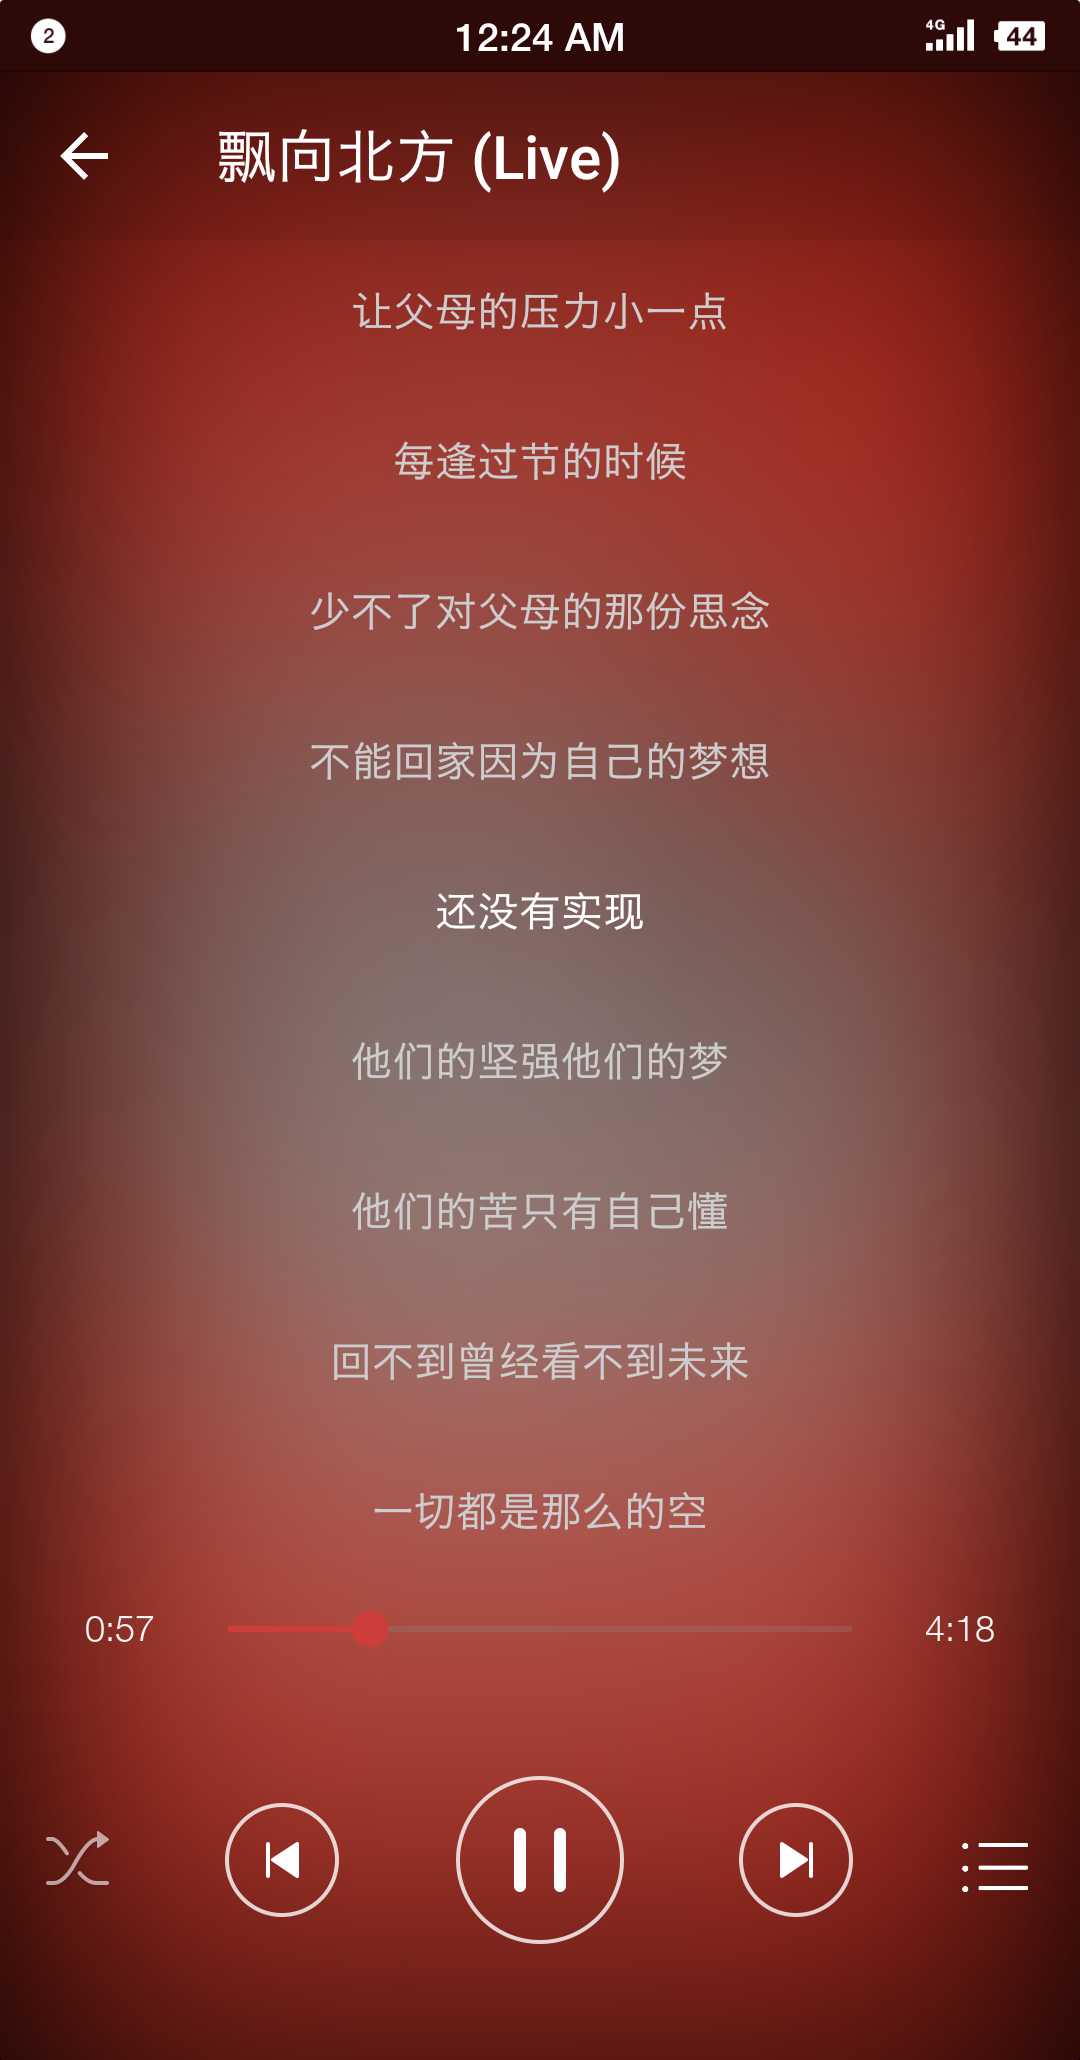 2
12:24 AM
4G
44
飘向北方 (Live)
让父母的压力小一点
每逢过节的时候
少不了对父母的那份思念
不能回家因为自己的梦想
还没有实现
他们的坚强他们的梦
他们的苦只有自己懂
回不到曾经看不到未来
一切都是那么的空
0:57
4:18